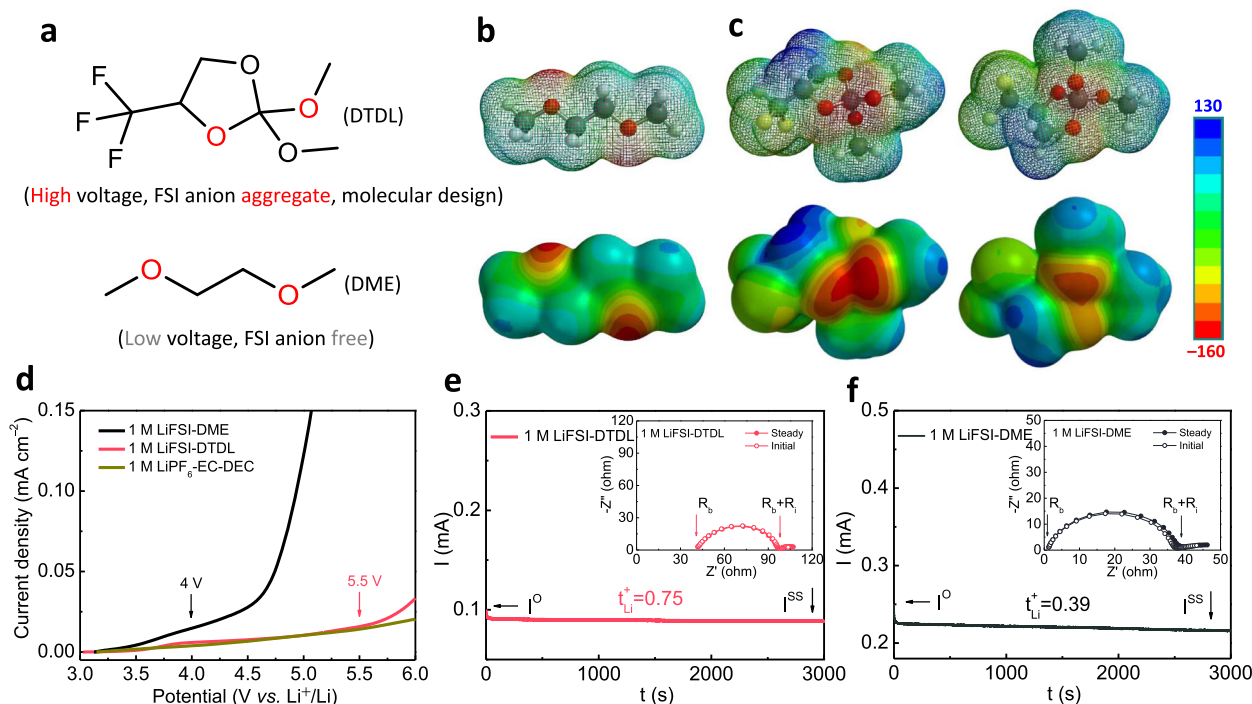 a
F
F
F
O
O
O
O
(DTDL)
(High voltage, FSI anion aggregate, molecular design)
O
O
(DME)
(Low voltage, FSI anion free)
b
c
130
−160
d
Current density (mA cm⁻²)
0.15
0.10
0.05
0.00
1 M LiFSI-DME
1 M LiFSI-DTDL
1 M LiPF₆-EC-DEC
4 V
5.5 V
3.0 3.5 4.0 4.5 5.0 5.5 6.0
Potential (V vs. Li⁺/Li)
e
I (mA)
0.3
0.2
0.1
1 M LiFSI-DTDL
1 M LiFSI-DTDL
Steady
Initial
-Z'' (ohm)
120
90
60
30
0
R_b
R_b+R_i
0 30 60 90 120
Z' (ohm)
I^O
t⁺_Li=0.75
I^SS
0 1000 2000 3000
t (s)
f
I (mA)
0.5
0.4
0.3
0.2
1 M LiFSI-DME
1 M LiFSI-DME
Steady
Initial
-Z'' (ohm)
50
40
30
20
10
0
R_b
R_b+R_i
0 10 20 30 40 50
Z' (ohm)
I^O
t⁺_Li=0.39
I^SS
0 1000 2000 3000
t (s)